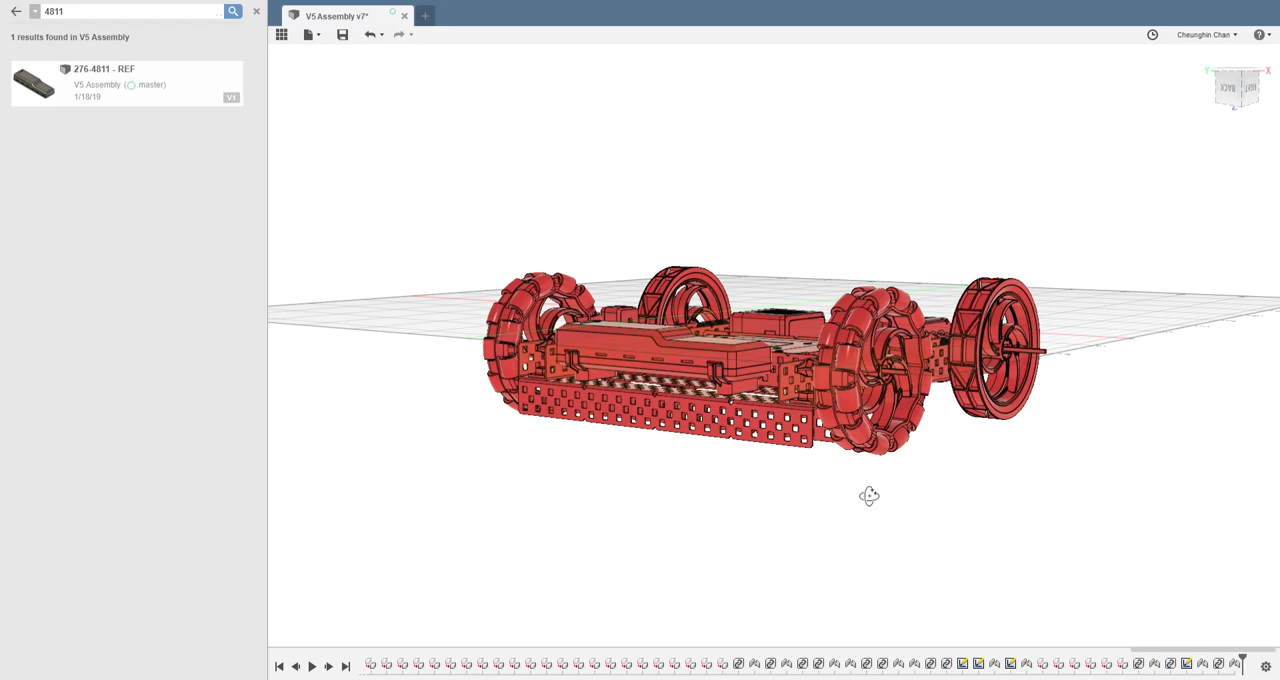 4811
1 results found in V5 Assembly
276-4811 - REF
V5 Assembly (master)
1/18/19
V1
V5 Assembly v7*
Cheunghin Chan
Y
X
BACK
Z